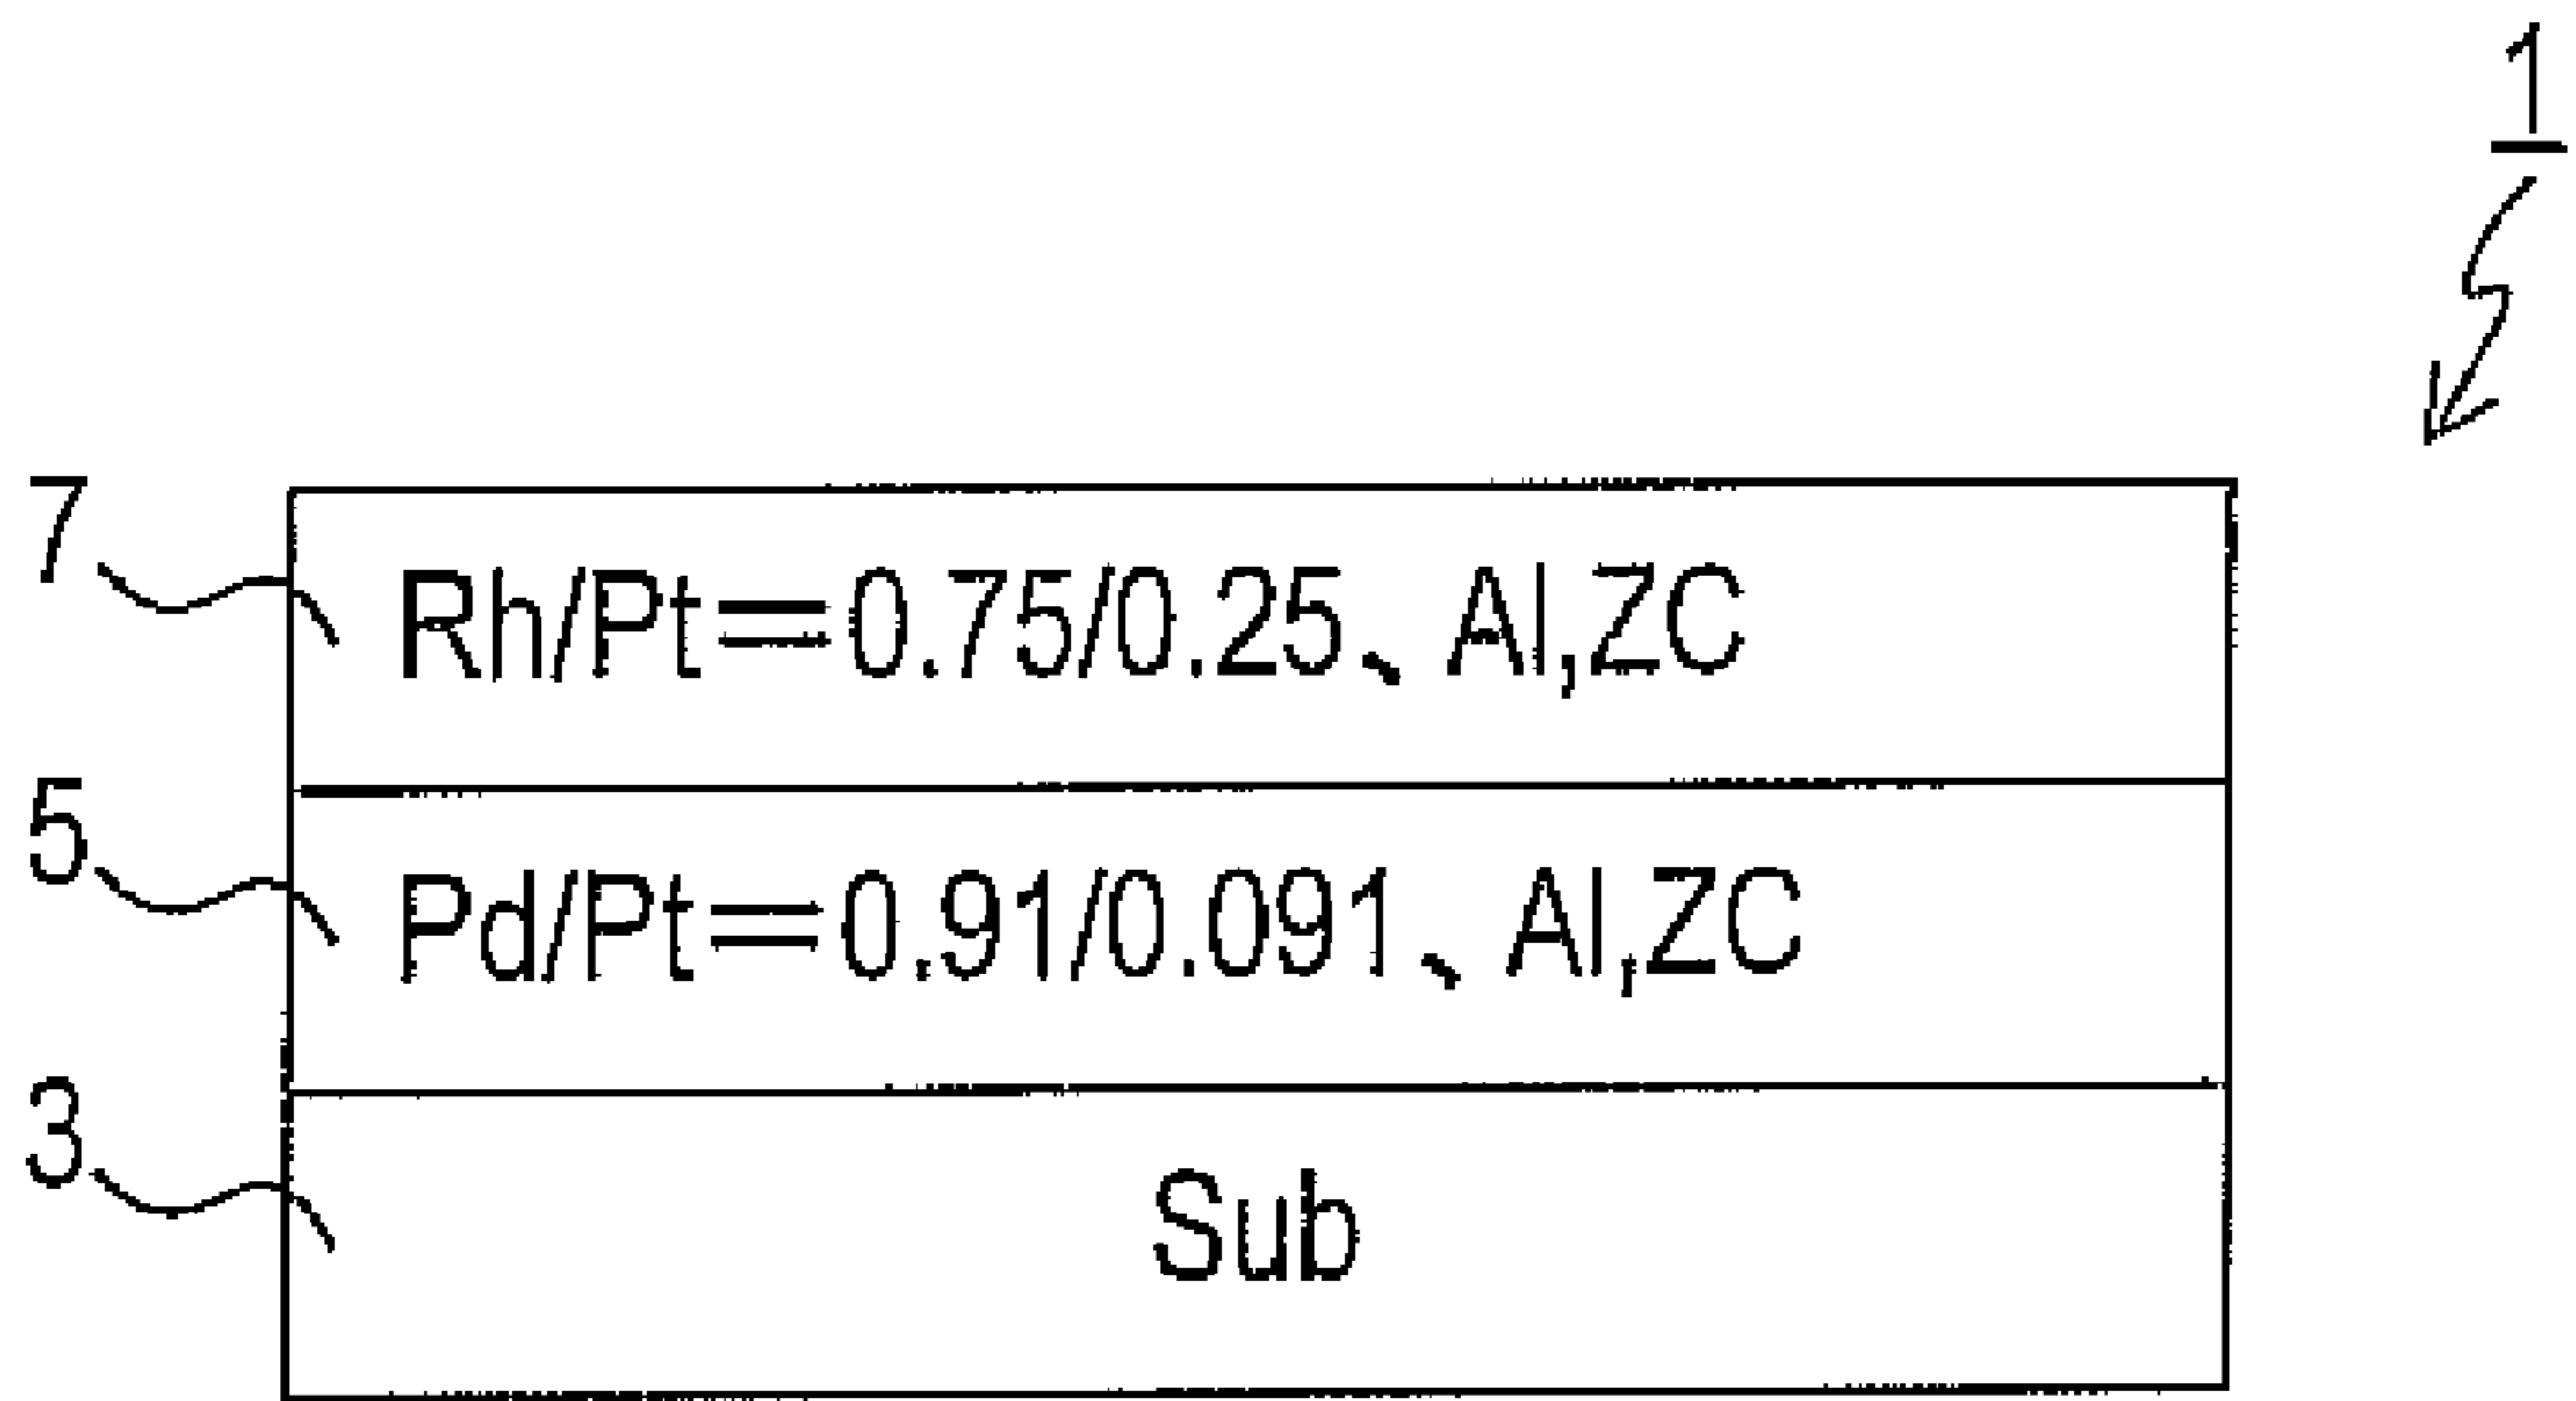 1
7
Rh/Pt=0.75/0.25、Al,ZC
5
Pd/Pt=0.91/0.091、Al,ZC
3
Sub